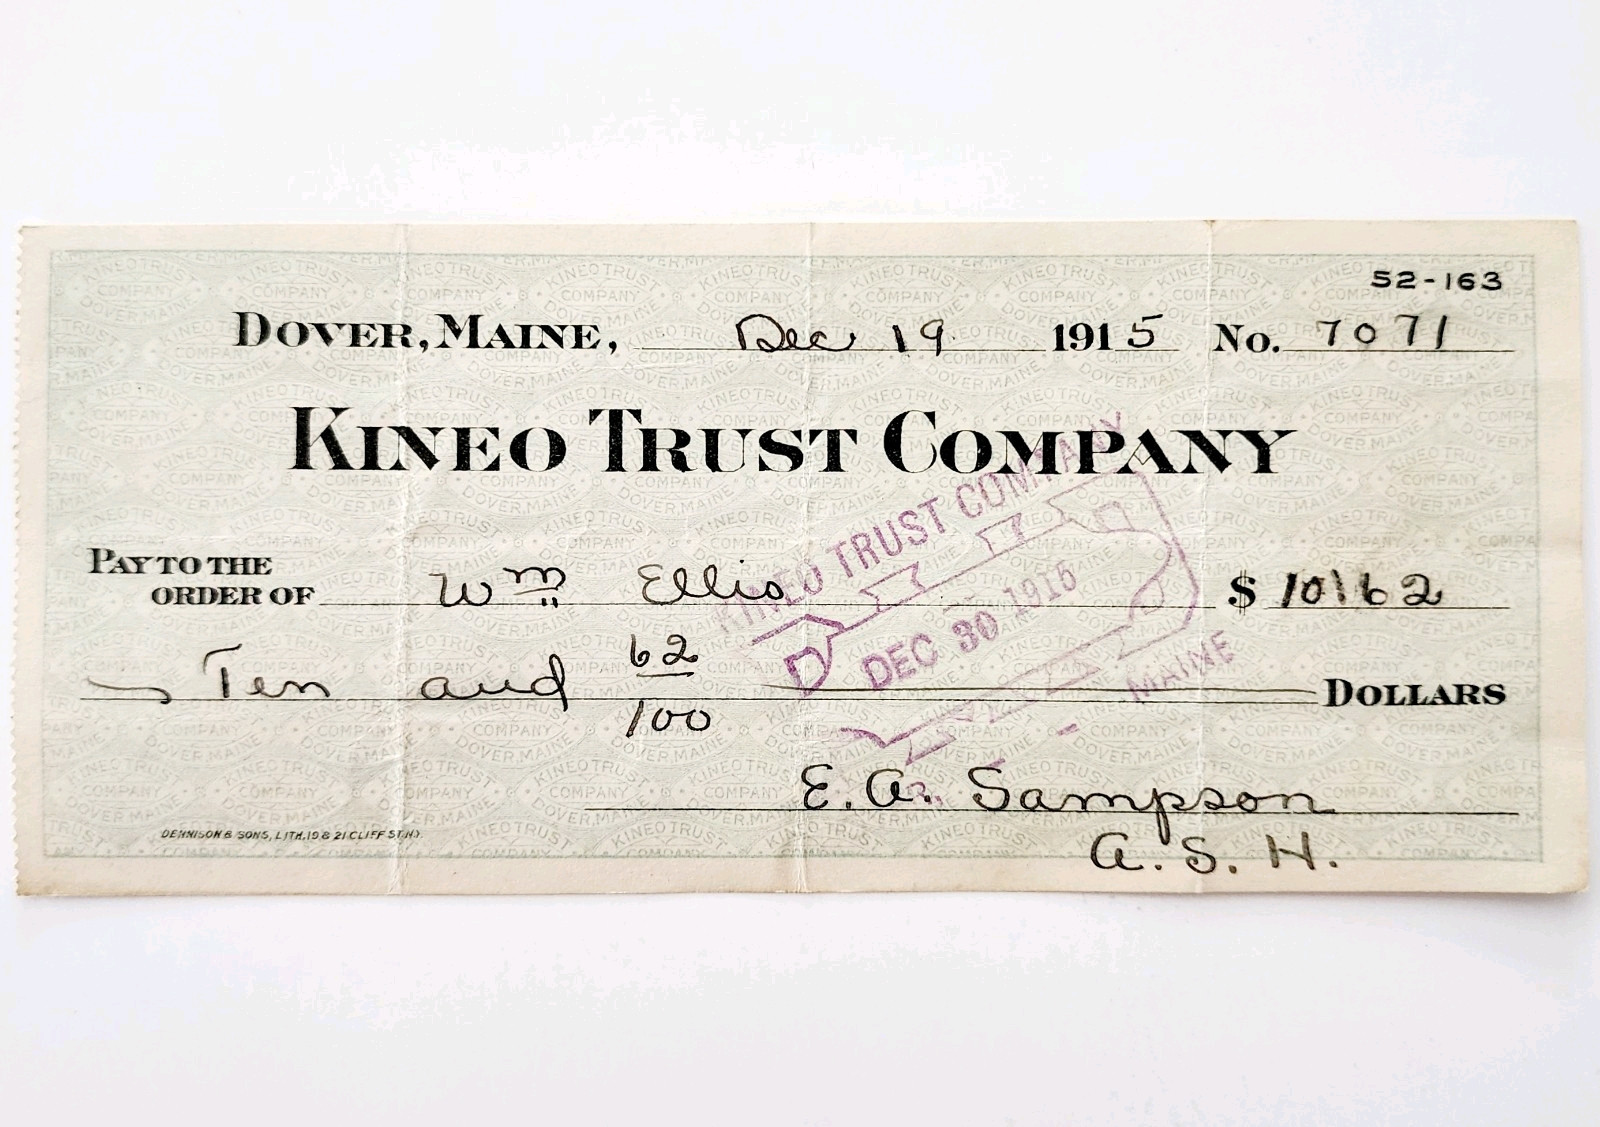 52-163
DOVER, MAINE, Dec 19 1915 No. 7071
KINEO TRUST COMPANY
PAY TO THE
ORDER OF Wm Ellis $ 10\62
Ten and 62/100 DOLLARS
KINEO TRUST COMPANY
DEC 30 1915
MAINE
E. A. Sampson
A. S. H.
DENNISON & SONS, LITH. 19 & 21 CLIFF ST. N.Y.